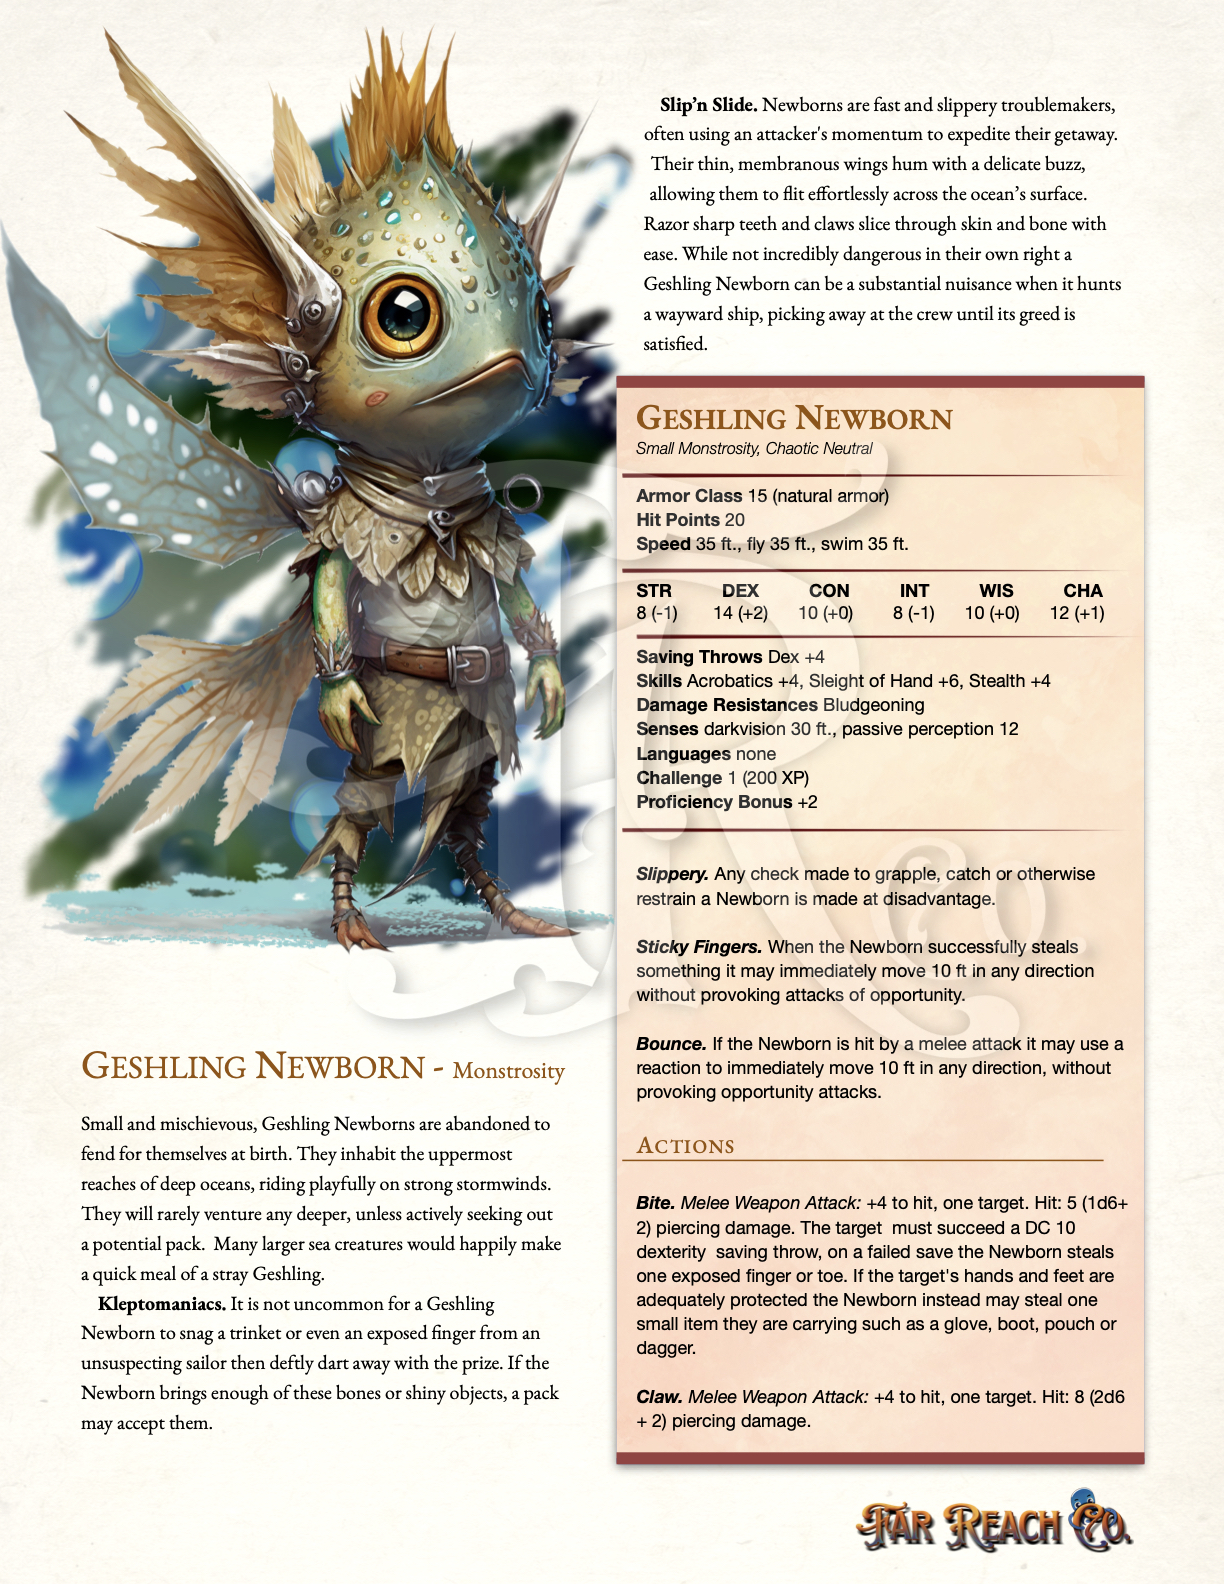 Slip’n Slide. Newborns are fast and slippery troublemakers,
often using an attacker's momentum to expedite their getaway.
Their thin, membranous wings hum with a delicate buzz,
allowing them to flit effortlessly across the ocean’s surface.
Razor sharp teeth and claws slice through skin and bone with
ease. While not incredibly dangerous in their own right a
Geshling Newborn can be a substantial nuisance when it hunts
a wayward ship, picking away at the crew until its greed is
satisfied.
Geshling Newborn
Small Monstrosity, Chaotic Neutral
Armor Class 15 (natural armor)
Hit Points 20
Speed 35 ft., fly 35 ft., swim 35 ft.
STR DEX CON INT WIS CHA
8 (-1) 14 (+2) 10 (+0) 8 (-1) 10 (+0) 12 (+1)
Saving Throws Dex +4
Skills Acrobatics +4, Sleight of Hand +6, Stealth +4
Damage Resistances Bludgeoning
Senses darkvision 30 ft., passive perception 12
Languages none
Challenge 1 (200 XP)
Proficiency Bonus +2
Slippery. Any check made to grapple, catch or otherwise
restrain a Newborn is made at disadvantage.
Sticky Fingers. When the Newborn successfully steals
something it may immediately move 10 ft in any direction
without provoking attacks of opportunity.
Bounce. If the Newborn is hit by a melee attack it may use a
reaction to immediately move 10 ft in any direction, without
provoking opportunity attacks.
Actions
Bite. Melee Weapon Attack: +4 to hit, one target. Hit: 5 (1d6+
2) piercing damage. The target must succeed a DC 10
dexterity saving throw, on a failed save the Newborn steals
one exposed finger or toe. If the target's hands and feet are
adequately protected the Newborn instead may steal one
small item they are carrying such as a glove, boot, pouch or
dagger.
Claw. Melee Weapon Attack: +4 to hit, one target. Hit: 8 (2d6
+ 2) piercing damage.
Geshling Newborn - Monstrosity
Small and mischievous, Geshling Newborns are abandoned to
fend for themselves at birth. They inhabit the uppermost
reaches of deep oceans, riding playfully on strong stormwinds.
They will rarely venture any deeper, unless actively seeking out
a potential pack. Many larger sea creatures would happily make
a quick meal of a stray Geshling.
Kleptomaniacs. It is not uncommon for a Geshling
Newborn to snag a trinket or even an exposed finger from an
unsuspecting sailor then deftly dart away with the prize. If the
Newborn brings enough of these bones or shiny objects, a pack
may accept them.
Far Reach Co.